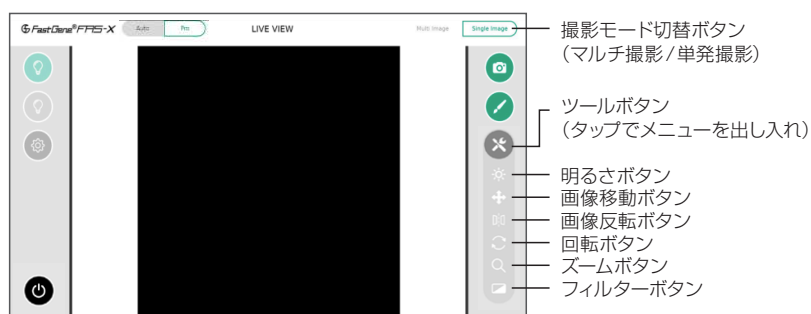 FastGene® FAS-X
Auto
Pro
LIVE VIEW
Multi Image
Single Image
撮影モード切替ボタン
（マルチ撮影/単発撮影）
ツールボタン
（タップでメニューを出し入れ）
明るさボタン
画像移動ボタン
画像反転ボタン
回転ボタン
ズームボタン
フィルターボタン